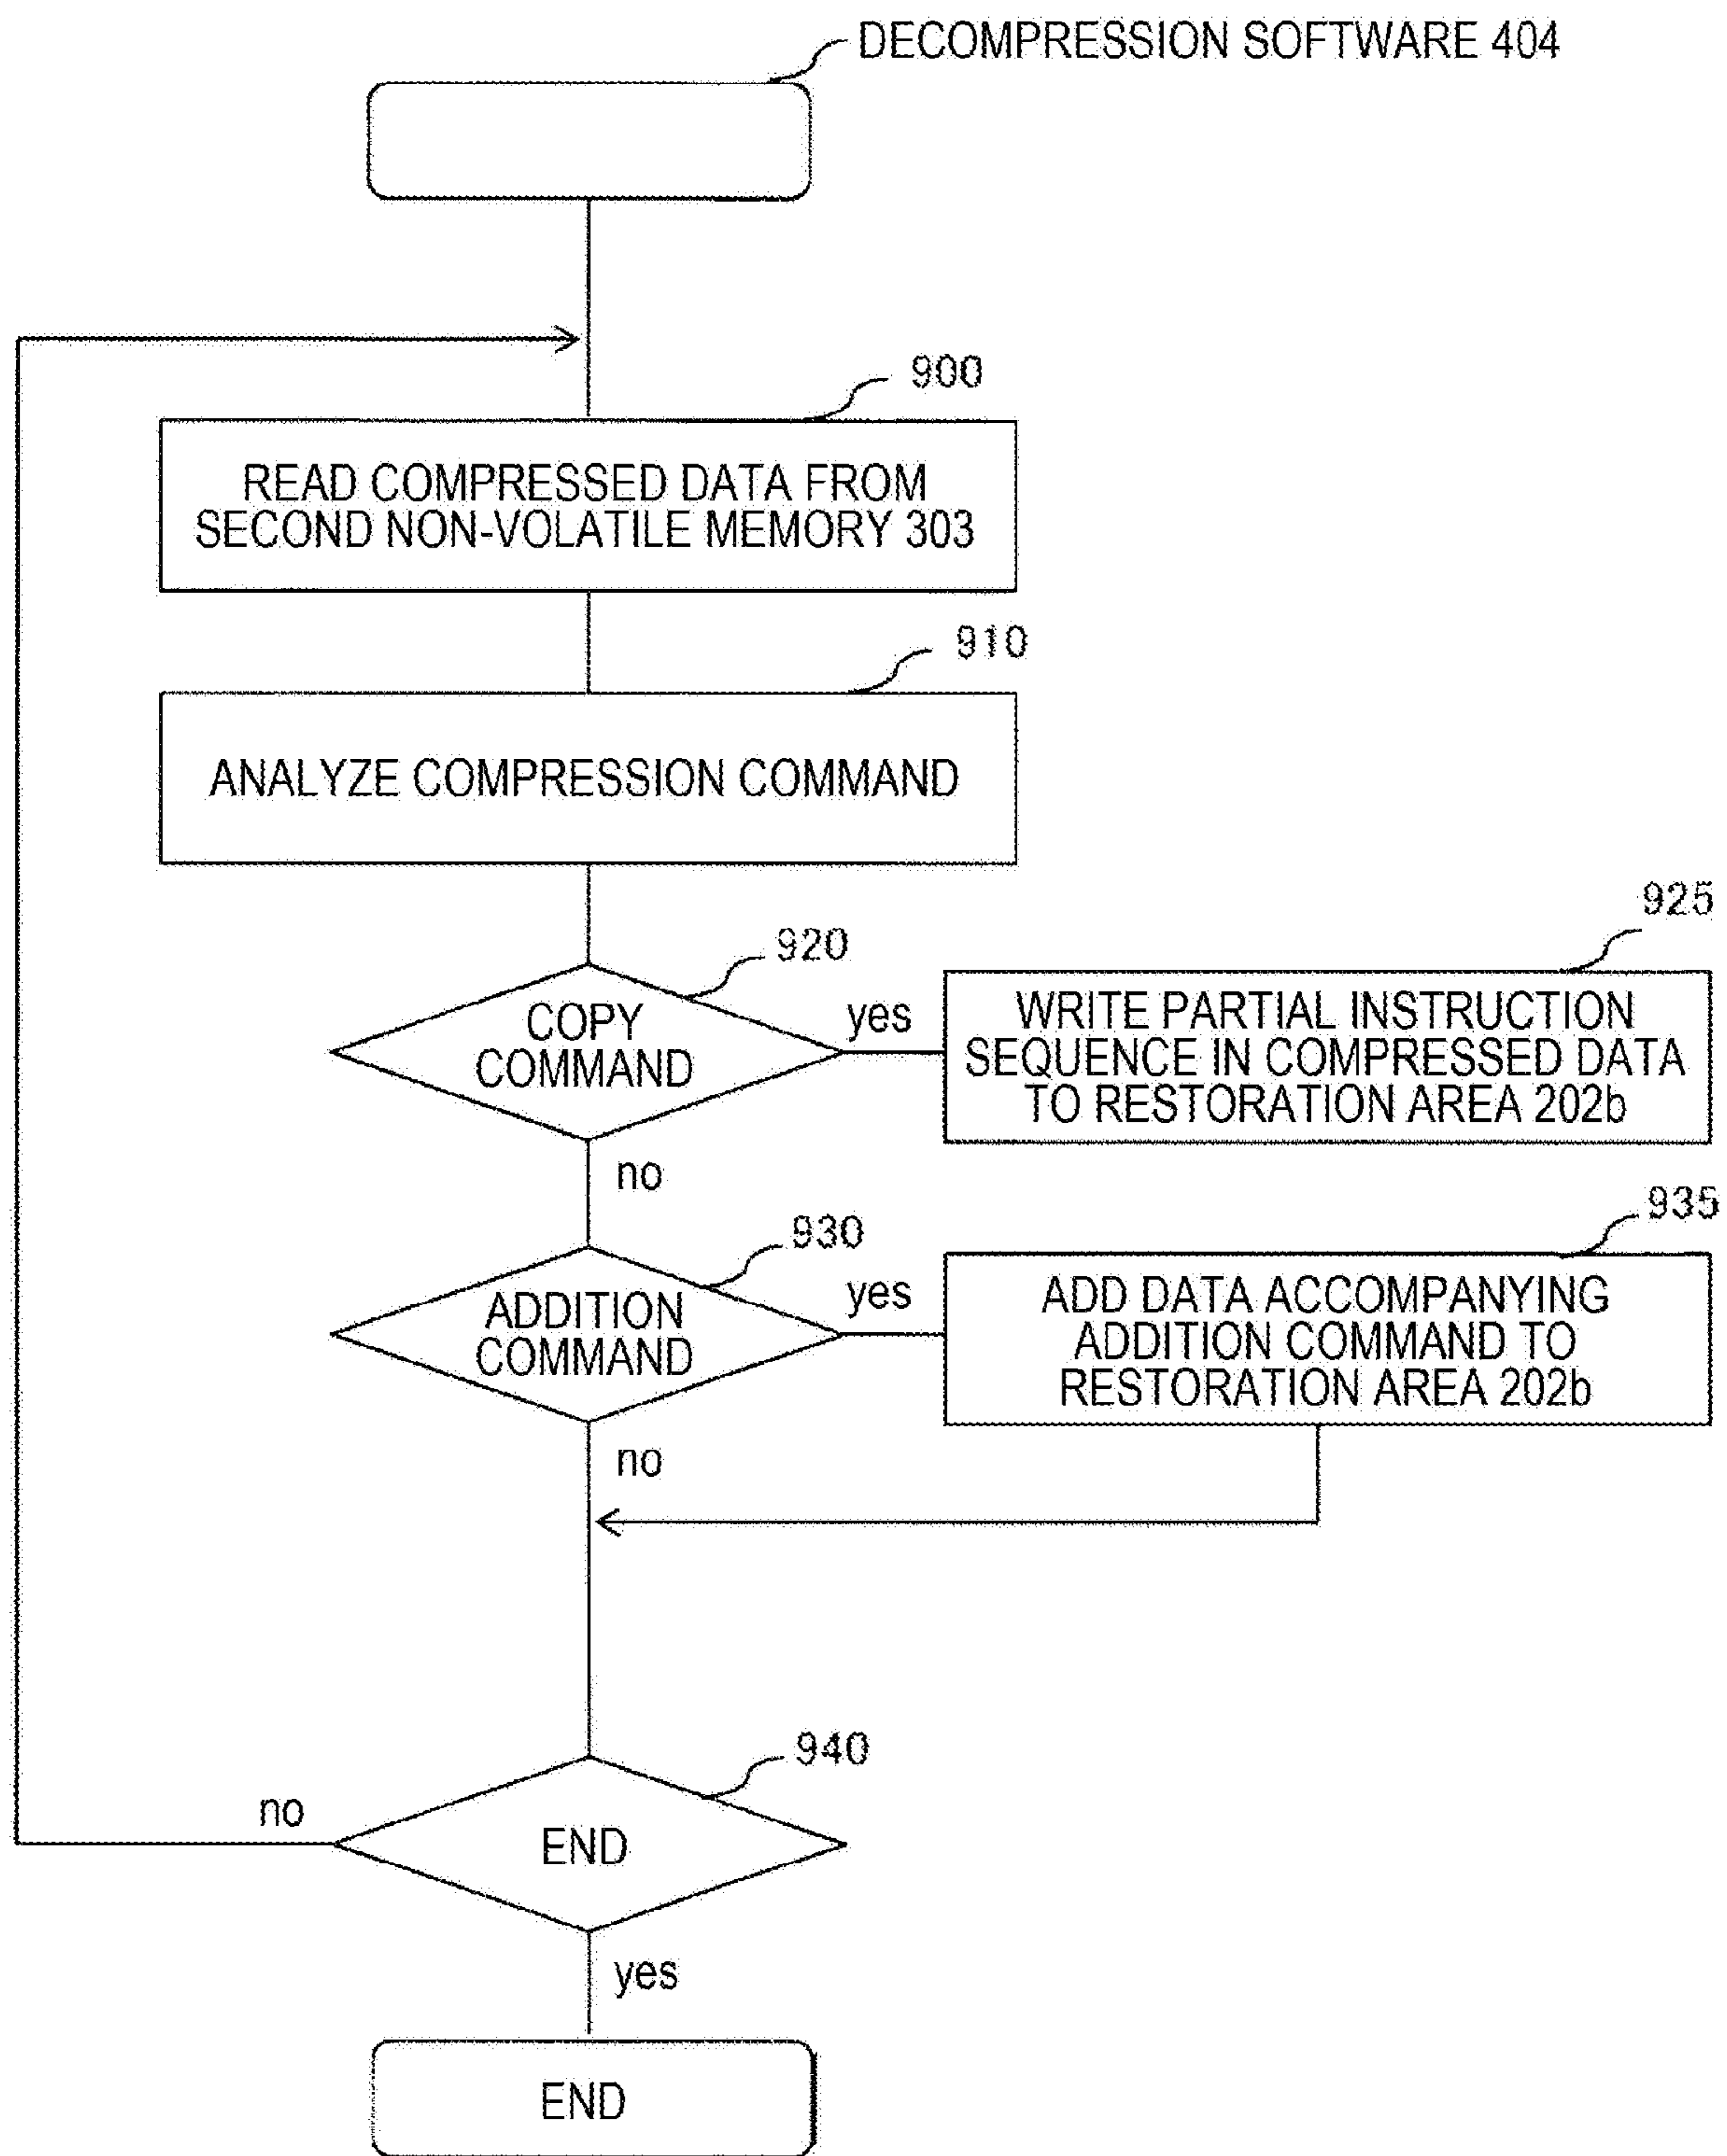 DECOMPRESSION SOFTWARE 404
900
READ COMPRESSED DATA FROM
SECOND NON-VOLATILE MEMORY 303
910
ANALYZE COMPRESSION COMMAND
920
COPY
COMMAND
yes
925
WRITE PARTIAL INSTRUCTION
SEQUENCE IN COMPRESSED DATA
TO RESTORATION AREA 202b
no
930
ADDITION
COMMAND
yes
935
ADD DATA ACCOMPANYING
ADDITION COMMAND TO
RESTORATION AREA 202b
no
940
END
no
yes
END